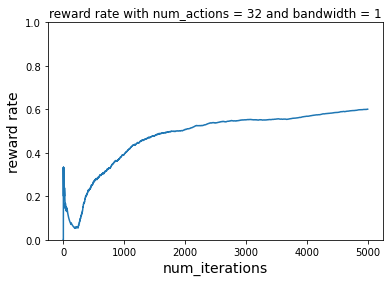 reward rate with num_actions = 32 and bandwidth = 1
1.0
0.8
0.6
0.4
0.2
0.0
reward rate
0 1000 2000 3000 4000 5000
num_iterations